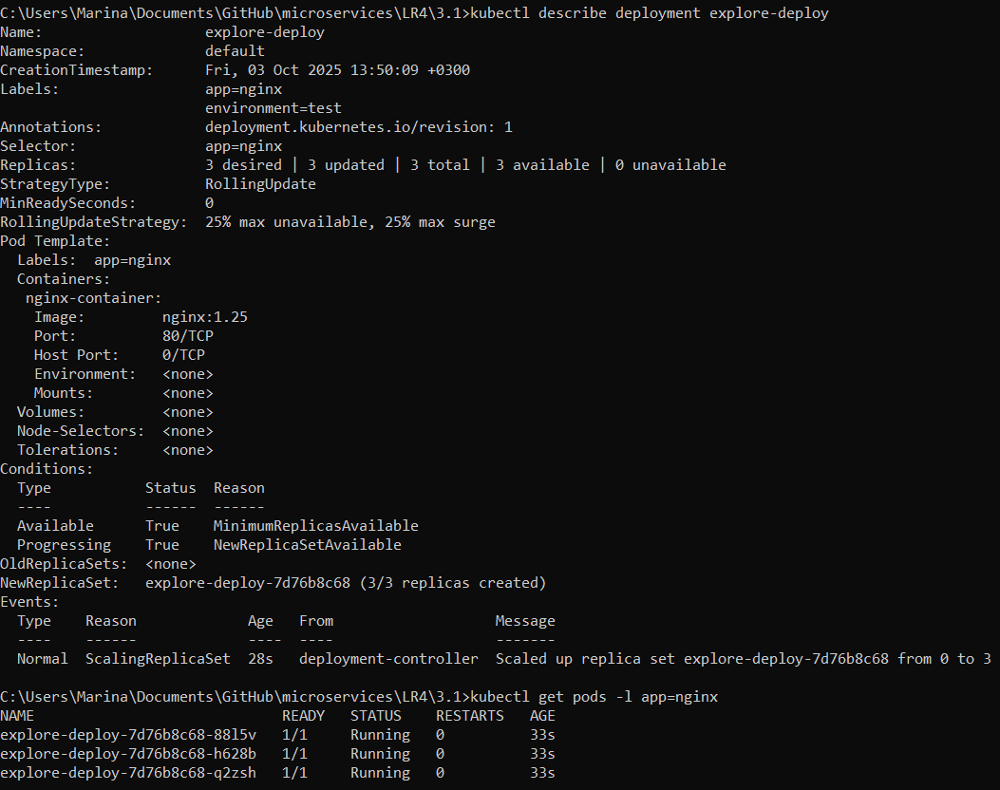 C:\Users\Marina\Documents\GitHub\microservices\LR4\3.1>kubectl describe deployment explore-deploy
Name:                   explore-deploy
Namespace:              default
CreationTimestamp:      Fri, 03 Oct 2025 13:50:09 +0300
Labels:                 app=nginx
                        environment=test
Annotations:            deployment.kubernetes.io/revision: 1
Selector:               app=nginx
Replicas:               3 desired | 3 updated | 3 total | 3 available | 0 unavailable
StrategyType:           RollingUpdate
MinReadySeconds:        0
RollingUpdateStrategy:  25% max unavailable, 25% max surge
Pod Template:
  Labels:  app=nginx
  Containers:
   nginx-container:
    Image:         nginx:1.25
    Port:          80/TCP
    Host Port:     0/TCP
    Environment:   <none>
    Mounts:        <none>
  Volumes:         <none>
  Node-Selectors:  <none>
  Tolerations:     <none>
Conditions:
  Type           Status  Reason
  ----           ------  ------
  Available      True    MinimumReplicasAvailable
  Progressing    True    NewReplicaSetAvailable
OldReplicaSets:  <none>
NewReplicaSet:   explore-deploy-7d76b8c68 (3/3 replicas created)
Events:
  Type    Reason             Age   From                   Message
  ----    ------             ----  ----                   -------
  Normal  ScalingReplicaSet  28s   deployment-controller  Scaled up replica set explore-deploy-7d76b8c68 from 0 to 3
C:\Users\Marina\Documents\GitHub\microservices\LR4\3.1>kubectl get pods -l app=nginx
NAME                             READY   STATUS    RESTARTS   AGE
explore-deploy-7d76b8c68-88l5v   1/1     Running   0          33s
explore-deploy-7d76b8c68-h628b   1/1     Running   0          33s
explore-deploy-7d76b8c68-q2zsh   1/1     Running   0          33s